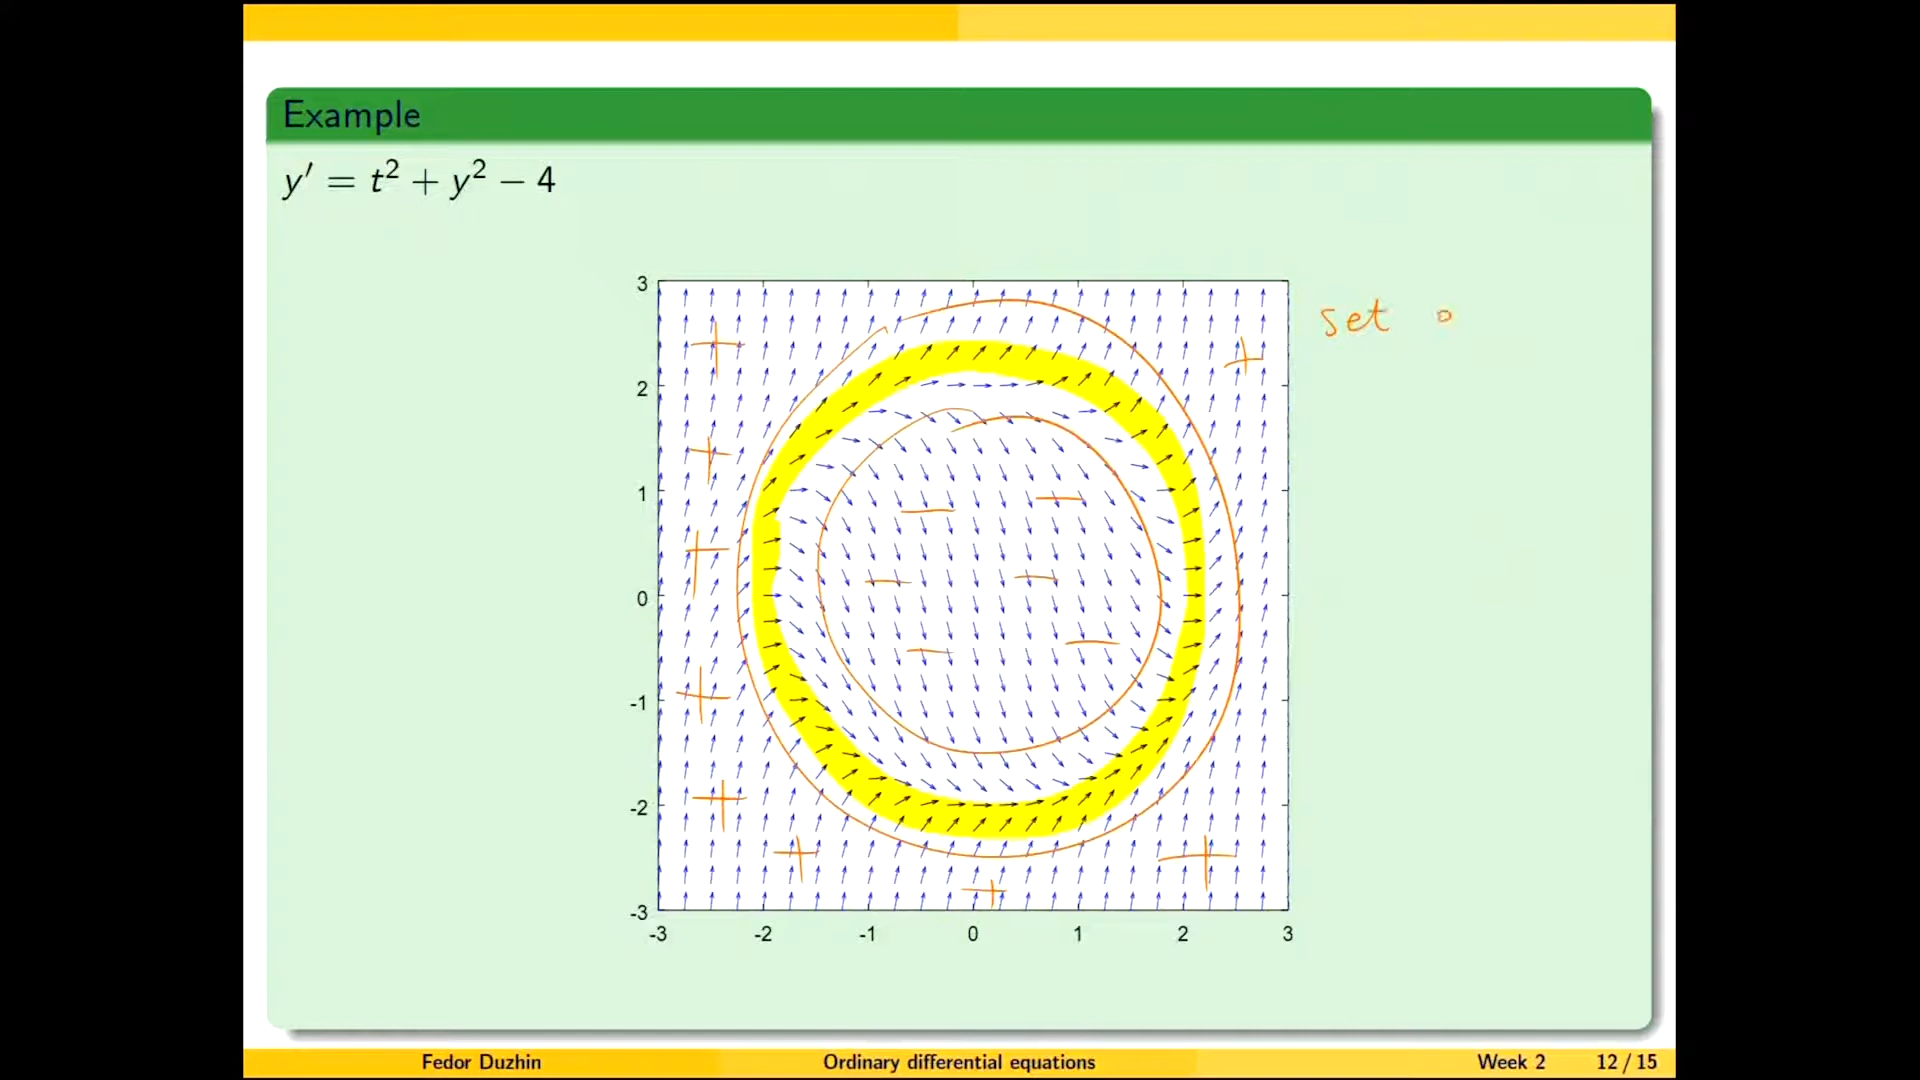 Example
y′ = t² + y² − 4
set o
3
2
1
0
-1
-2
-3
-3 -2 -1 0 1 2 3
Fedor Duzhin Ordinary differential equations Week 2 12 / 15